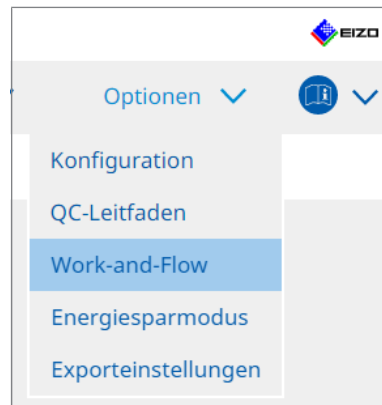 EIZO
Optionen
Konfiguration
QC-Leitfaden
Work-and-Flow
Energiesparmodus
Exporteinstellungen